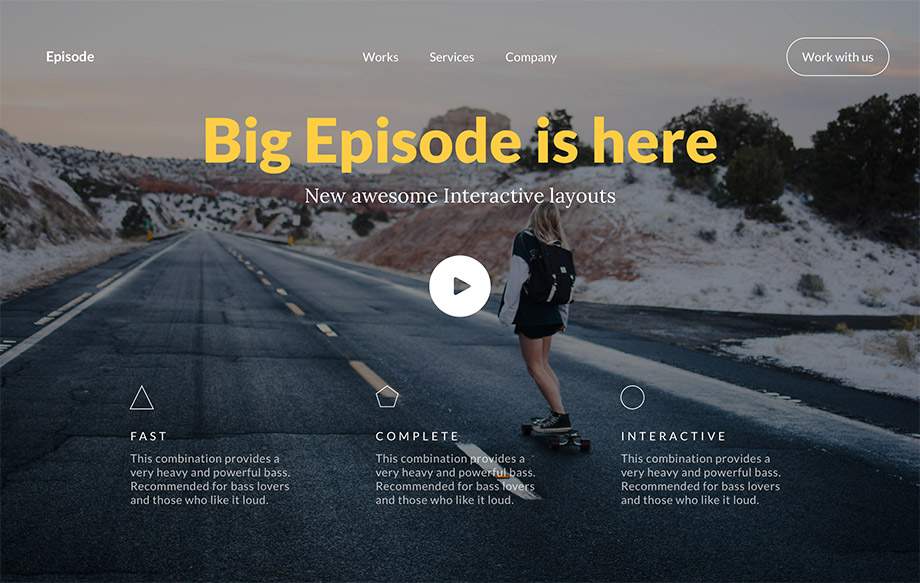 Episode
Works
Services
Company
Work with us
Big Episode is here
New awesome Interactive layouts
FAST
This combination provides a
very heavy and powerful bass.
Recommended for bass lovers
and those who like it loud.
COMPLETE
This combination provides a
very heavy and powerful bass.
Recommended for bass lovers
and those who like it loud.
INTERACTIVE
This combination provides a
very heavy and powerful bass.
Recommended for bass lovers
and those who like it loud.